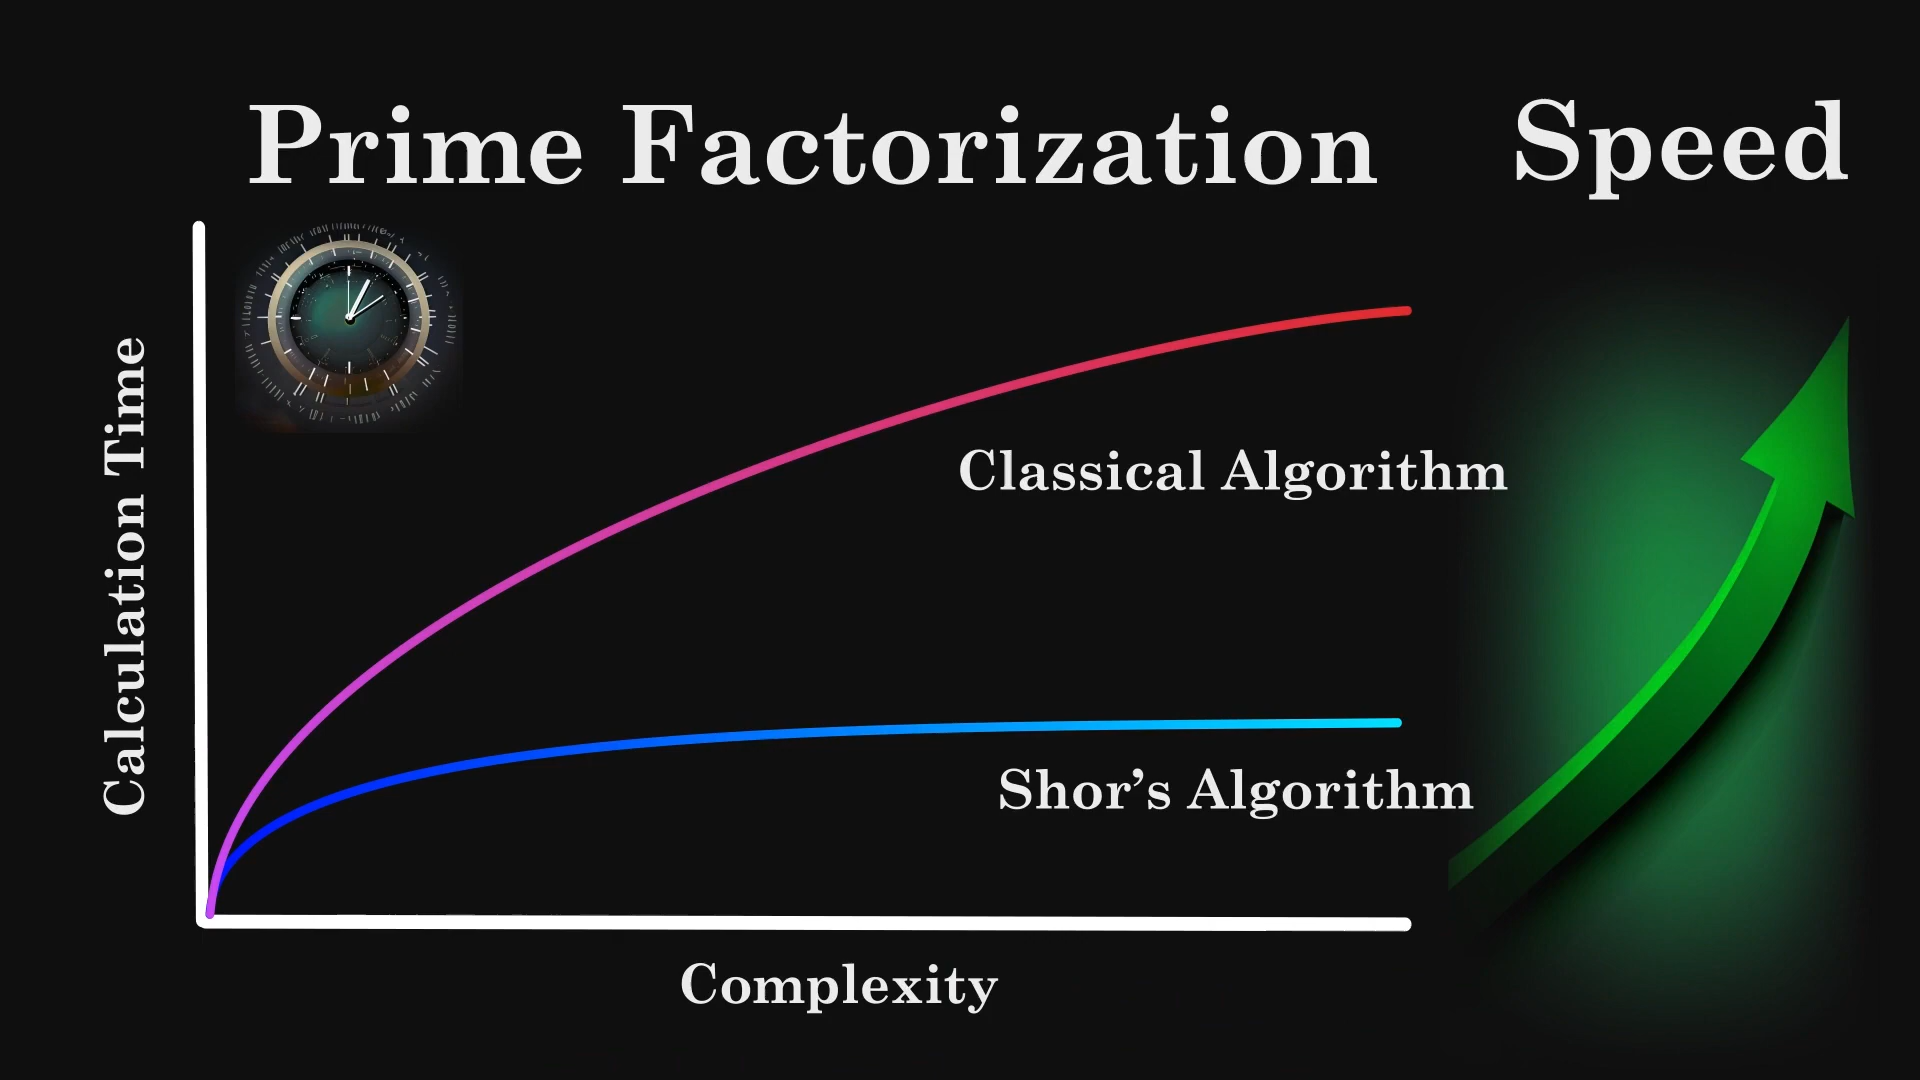 Prime Factorization
Speed
Calculation Time
Classical Algorithm
Shor's Algorithm
Complexity